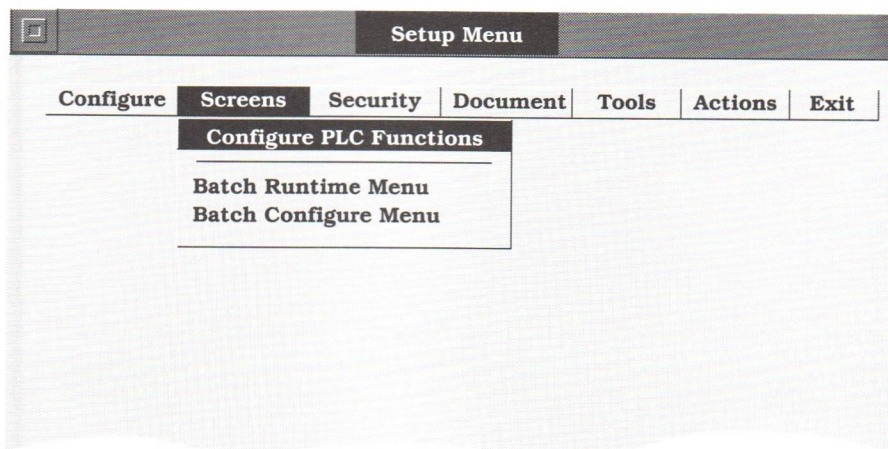 Setup Menu
Configure Screens Security Document Tools Actions Exit
Configure PLC Functions
Batch Runtime Menu
Batch Configure Menu